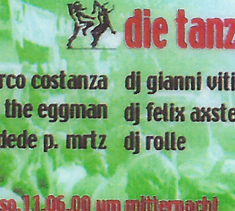 die tanz
rco costanza dj gianni viti
the eggman dj felix axste
dede p. mrtz dj rolle
so. 11.06.00 um mitternacht